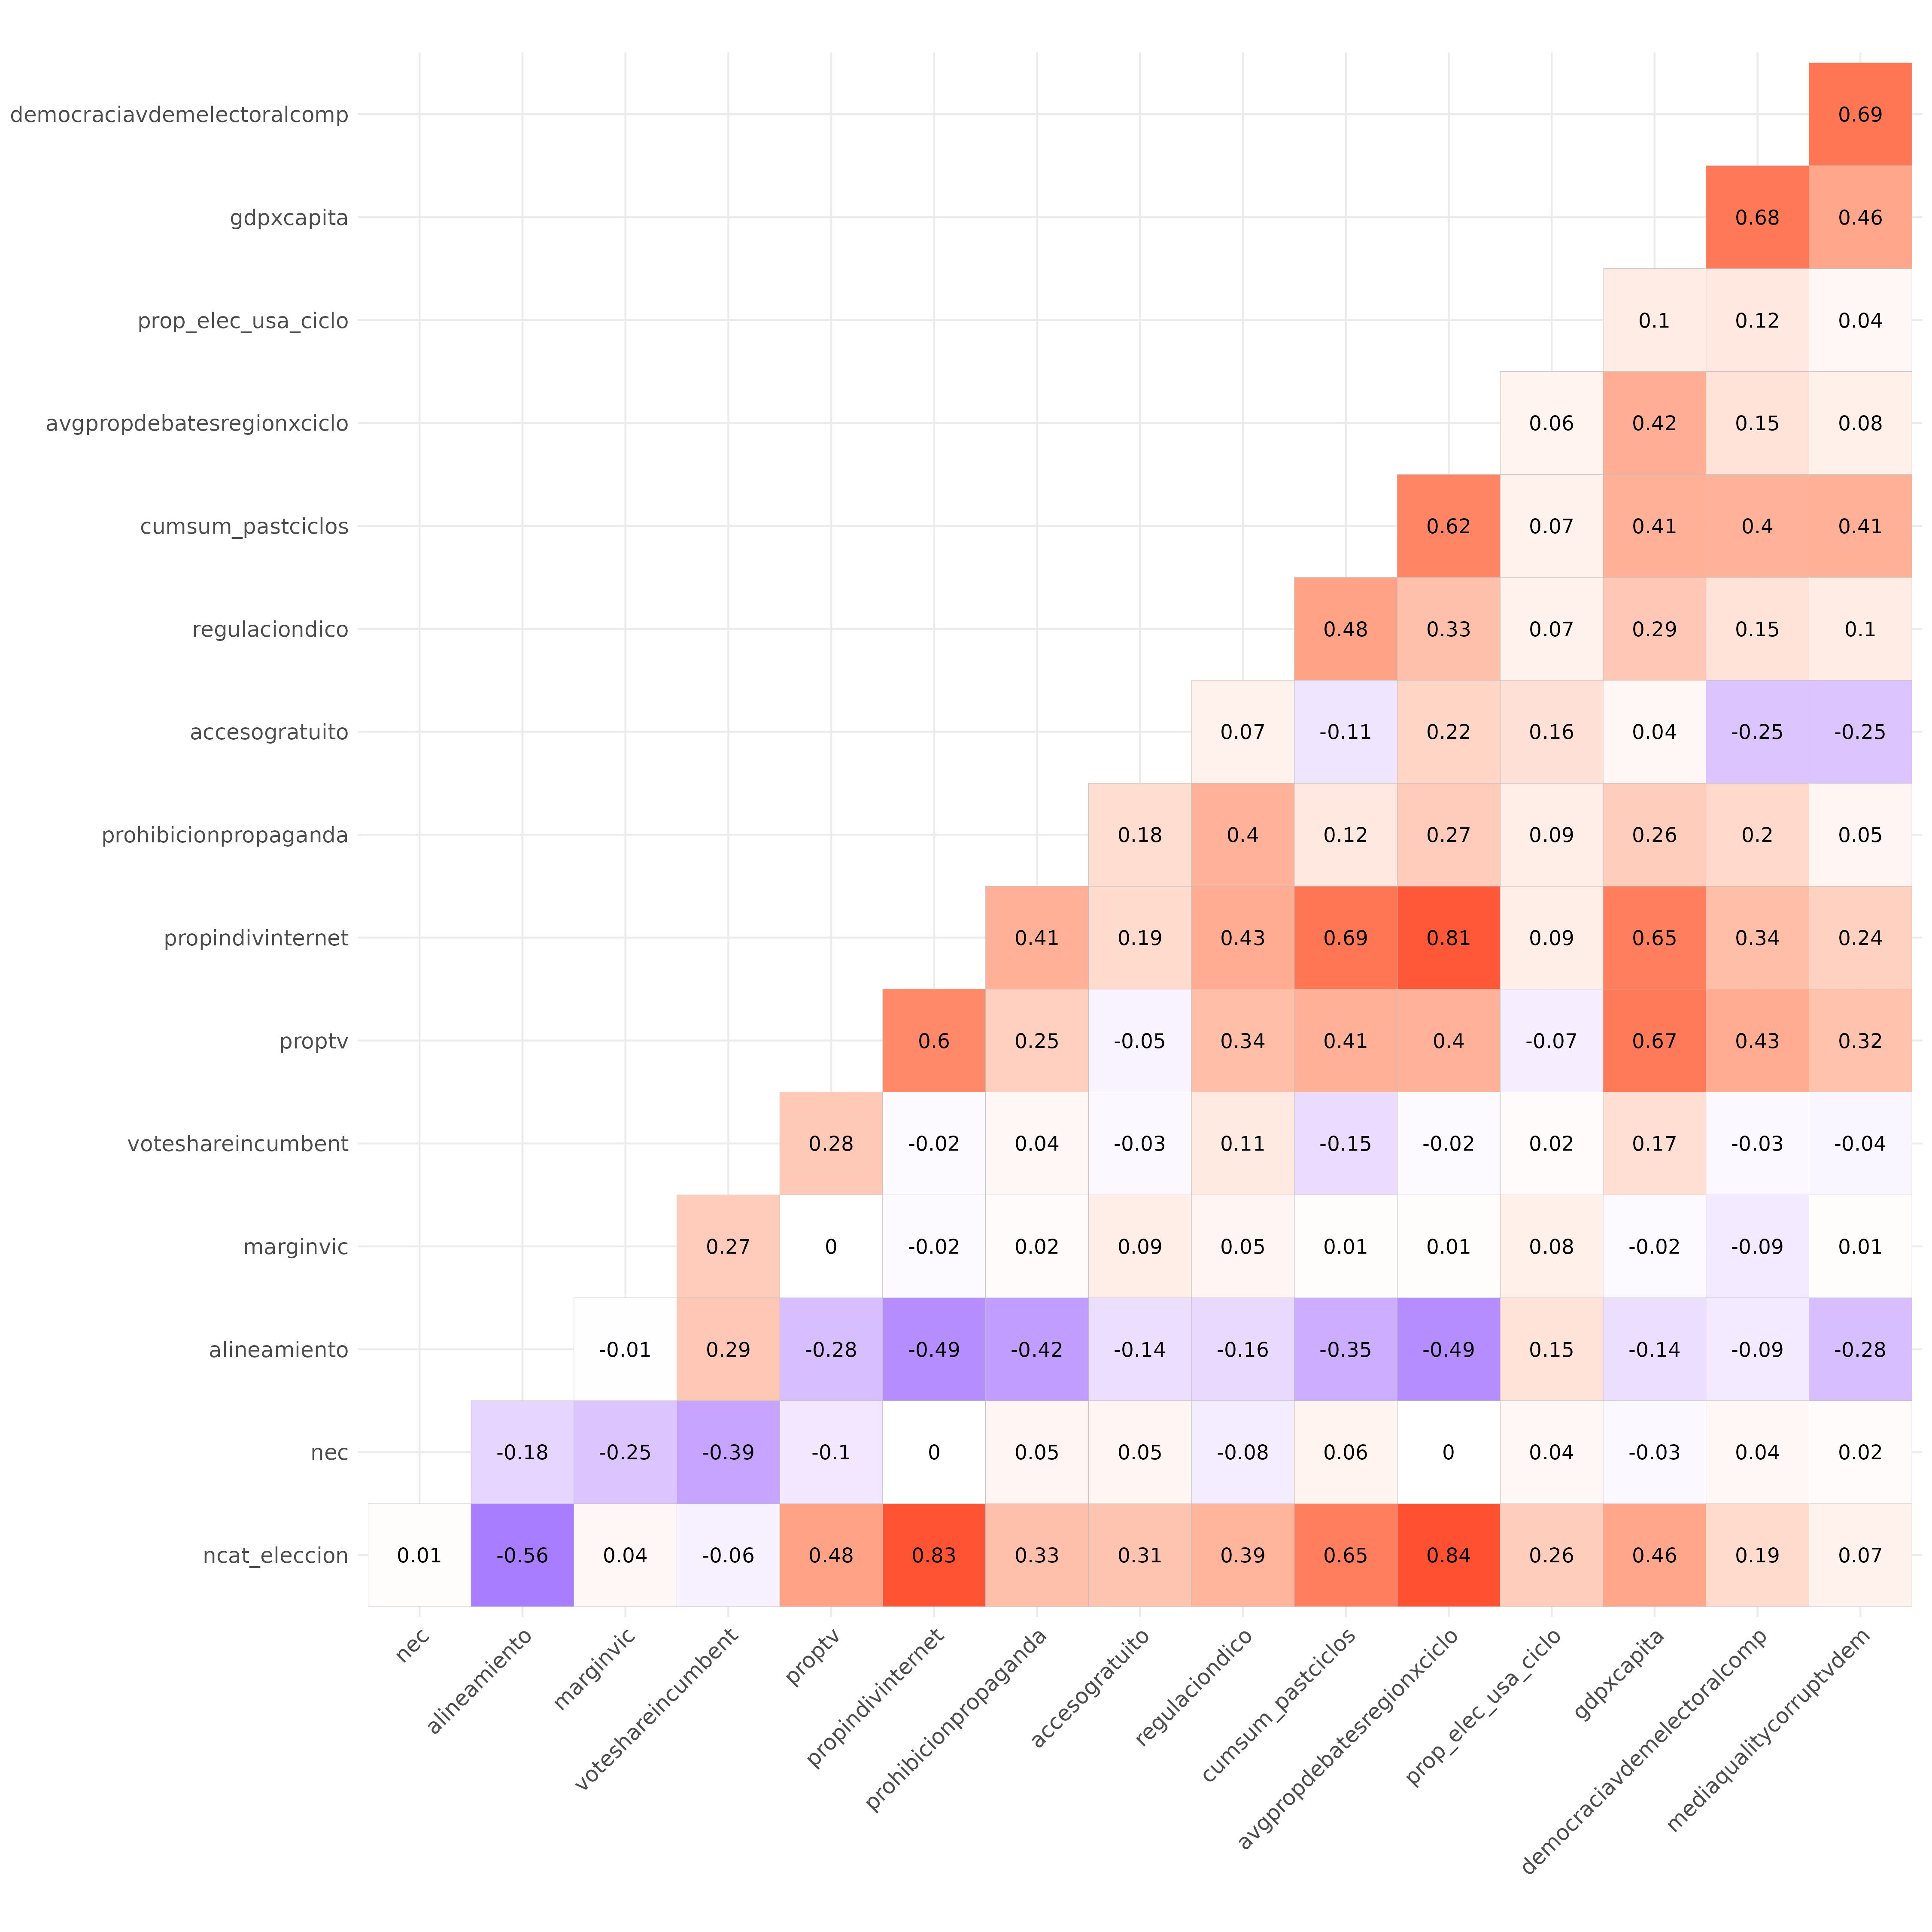 democraciavdemelectoralcomp 0.69
gdpxcapita 0.68 0.46
prop_elec_usa_ciclo 0.1 0.12 0.04
avgpropdebatesregionxciclo 0.06 0.42 0.15 0.08
cumsum_pastciclos 0.62 0.07 0.41 0.4 0.41
regulaciondico 0.48 0.33 0.07 0.29 0.15 0.1
accesogratuito 0.07 -0.11 0.22 0.16 0.04 -0.25 -0.25
prohibicionpropaganda 0.18 0.4 0.12 0.27 0.09 0.26 0.2 0.05
propindivinternet 0.41 0.19 0.43 0.69 0.81 0.09 0.65 0.34 0.24
proptv 0.6 0.25 -0.05 0.34 0.41 0.4 -0.07 0.67 0.43 0.32
voteshareincumbent 0.28 -0.02 0.04 -0.03 0.11 -0.15 -0.02 0.02 0.17 -0.03 -0.04
marginvic 0.27 0 -0.02 0.02 0.09 0.05 0.01 0.01 0.08 -0.02 -0.09 0.01
alineamiento -0.01 0.29 -0.28 -0.49 -0.42 -0.14 -0.16 -0.35 -0.49 0.15 -0.14 -0.09 -0.28
nec -0.18 -0.25 -0.39 -0.1 0 0.05 0.05 -0.08 0.06 0 0.04 -0.03 0.04 0.02
ncat_eleccion 0.01 -0.56 0.04 -0.06 0.48 0.83 0.33 0.31 0.39 0.65 0.84 0.26 0.46 0.19 0.07
nec
alineamiento
marginvic
voteshareincumbent
proptv
propindivinternet
prohibicionpropaganda
accesogratuito
regulaciondico
cumsum_pastciclos
avgpropdebatesregionxciclo
prop_elec_usa_ciclo
gdpxcapita
democraciavdemelectoralcomp
mediaqualitycorruptvdem